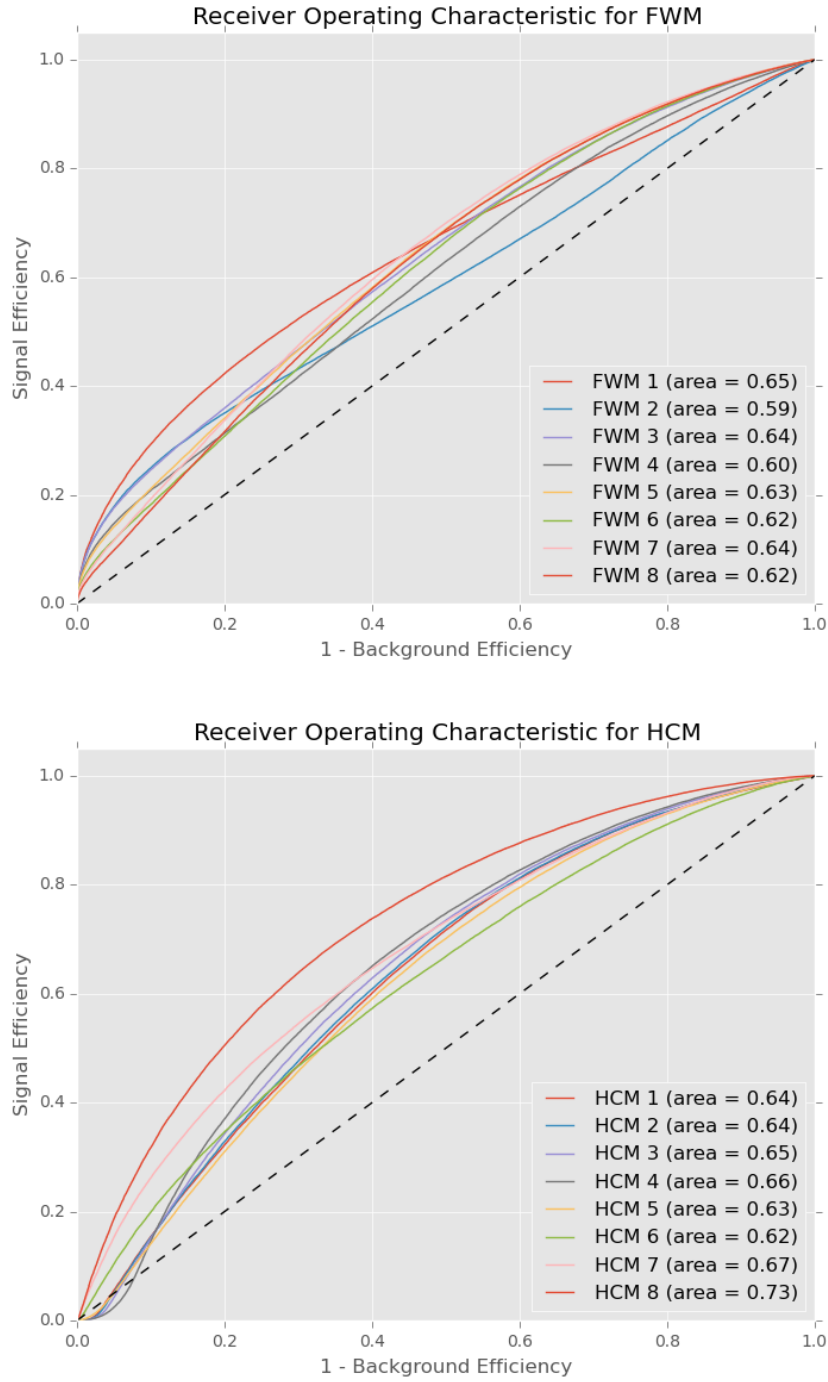 Receiver Operating Characteristic for FWM
1.0
0.8
0.6
0.4
0.2
0.0
Signal Efficiency
FWM 1 (area = 0.65)
FWM 2 (area = 0.59)
FWM 3 (area = 0.64)
FWM 4 (area = 0.60)
FWM 5 (area = 0.63)
FWM 6 (area = 0.62)
FWM 7 (area = 0.64)
FWM 8 (area = 0.62)
0.0 0.2 0.4 0.6 0.8 1.0
1 - Background Efficiency
Receiver Operating Characteristic for HCM
1.0
0.8
0.6
0.4
0.2
0.0
Signal Efficiency
HCM 1 (area = 0.64)
HCM 2 (area = 0.64)
HCM 3 (area = 0.65)
HCM 4 (area = 0.66)
HCM 5 (area = 0.63)
HCM 6 (area = 0.62)
HCM 7 (area = 0.67)
HCM 8 (area = 0.73)
0.0 0.2 0.4 0.6 0.8 1.0
1 - Background Efficiency